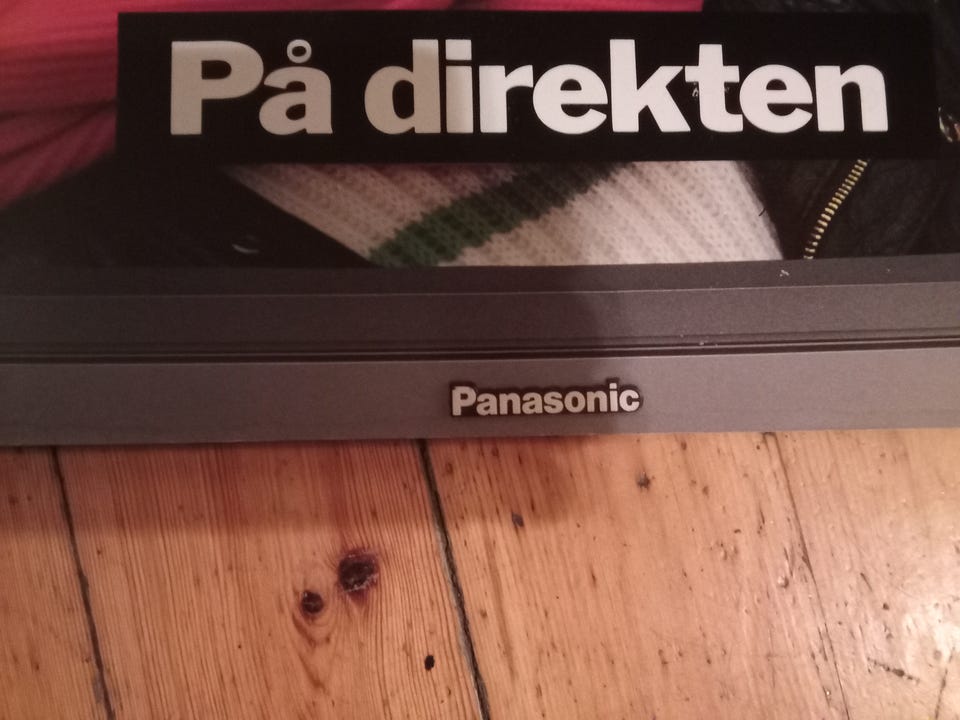 På direkten
Panasonic